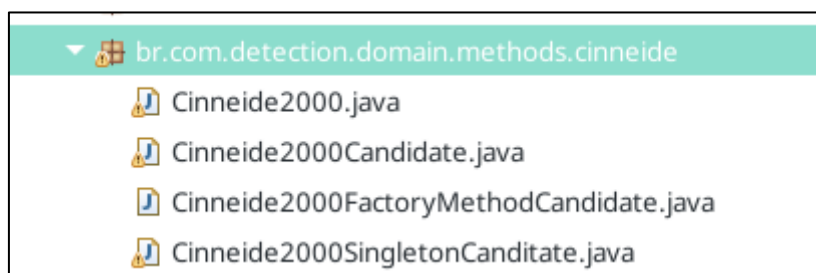 br.com.detection.domain.methods.cinneide
Cinneide2000.java
Cinneide2000Candidate.java
Cinneide2000FactoryMethodCandidate.java
Cinneide2000SingletonCanditate.java